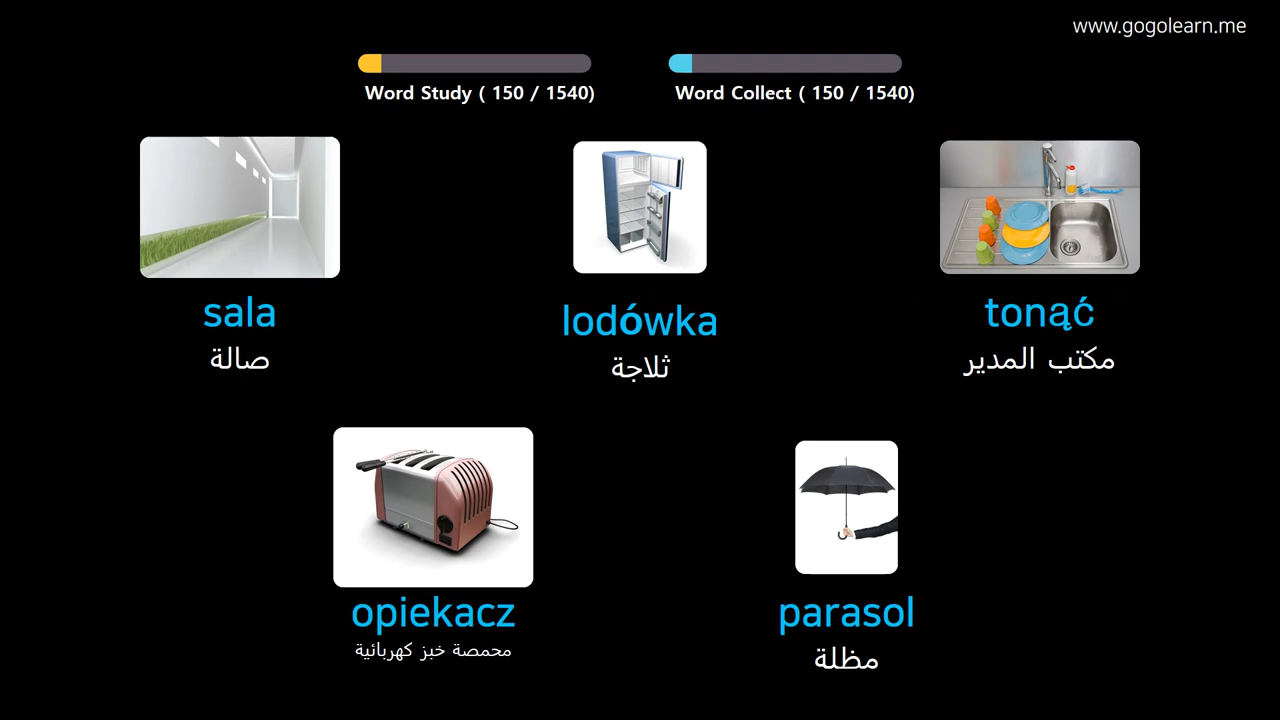 www.gogolearn.me
Word Study ( 150 / 1540)
Word Collect ( 150 / 1540)
sala
صالة
lodówka
ثلاجة
tonąć
مكتب المدير
opiekacz
محمصة خبز كهربائية
parasol
مظلة